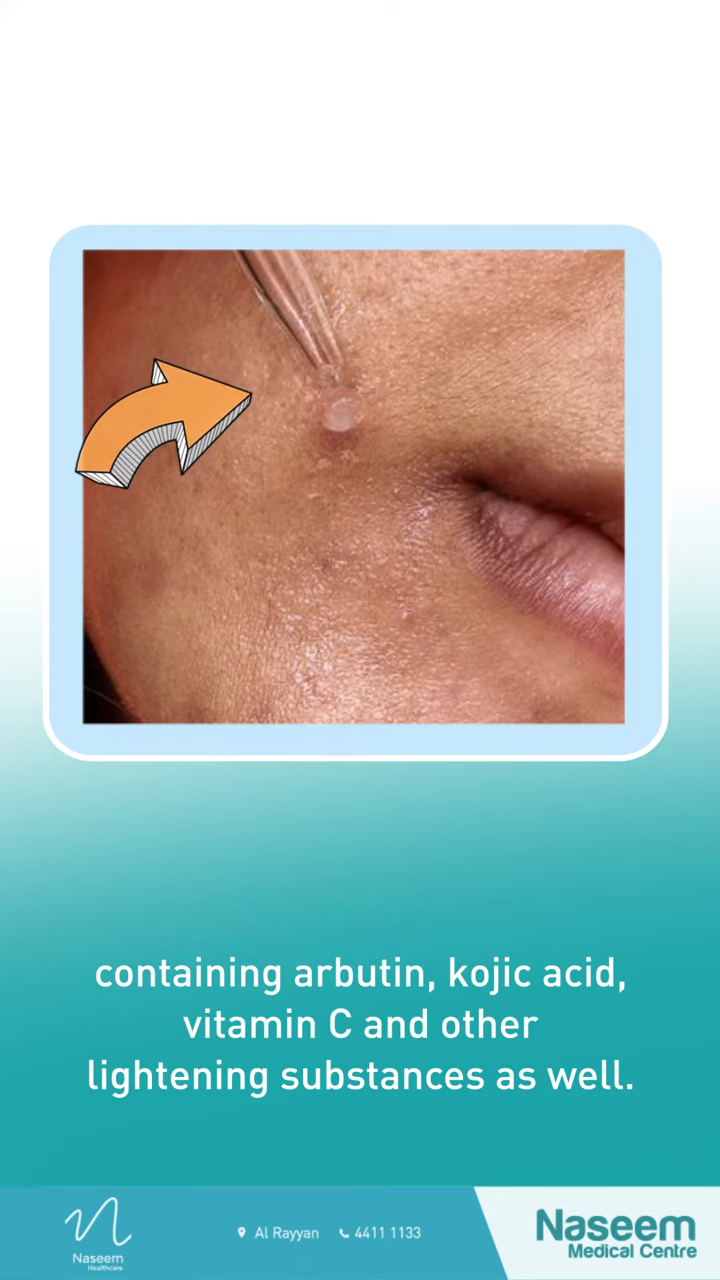 containing arbutin, kojic acid,
vitamin C and other
lightening substances as well.
Naseem
Healthcare
Al Rayyan
4411 1133
Naseem
Medical Centre